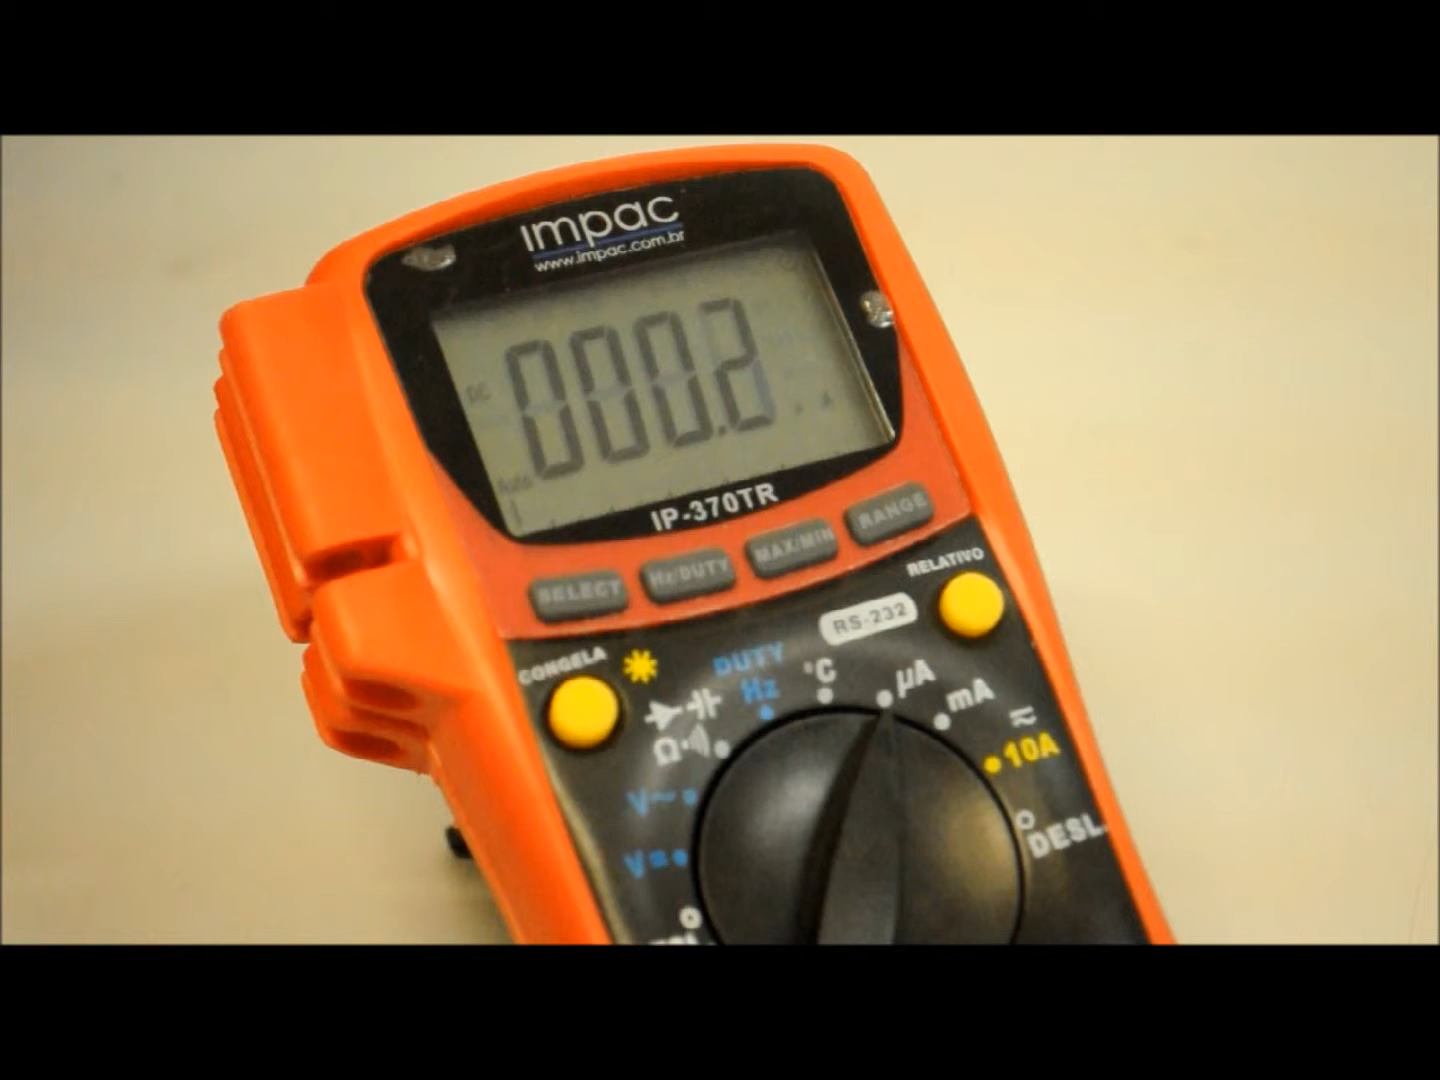 impac
www.impac.com.br
DC
000.2
Auto
IP-370TR
SELECT Hz/DUTY MAX/MIN RANGE
RELATIVO
RS-232
CONGELA
DUTY
Hz
°C
µA
mA
10A
Ω
V~
V
DESL.